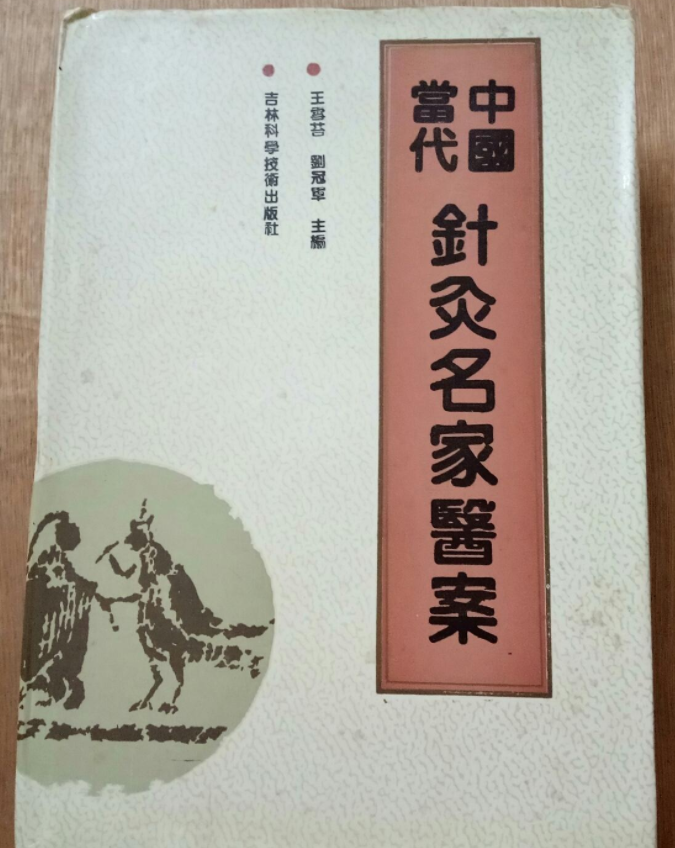 中國
當代
針灸名家醫案
王雪苔 劉冠軍 主編
吉林科學技術出版社